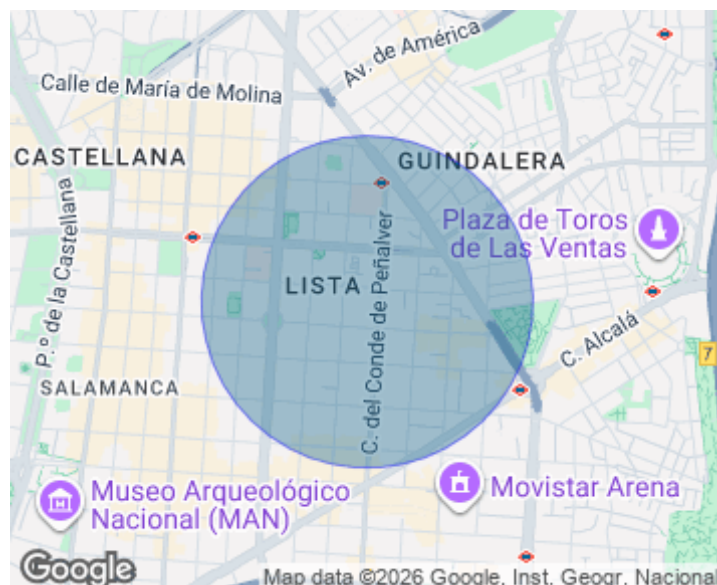 Av. de América
Calle de María de Molina
CASTELLANA
GUINDALERA
P.º de la Castellana
Plaza de Toros
de Las Ventas
C. del Conde de Peñalver
LISTA
C. Alcalá
7
SALAMANCA
Museo Arqueológico
Nacional (MAN)
Movistar Arena
Google
Map data ©2026 Google, Inst. Geogr. Nacional